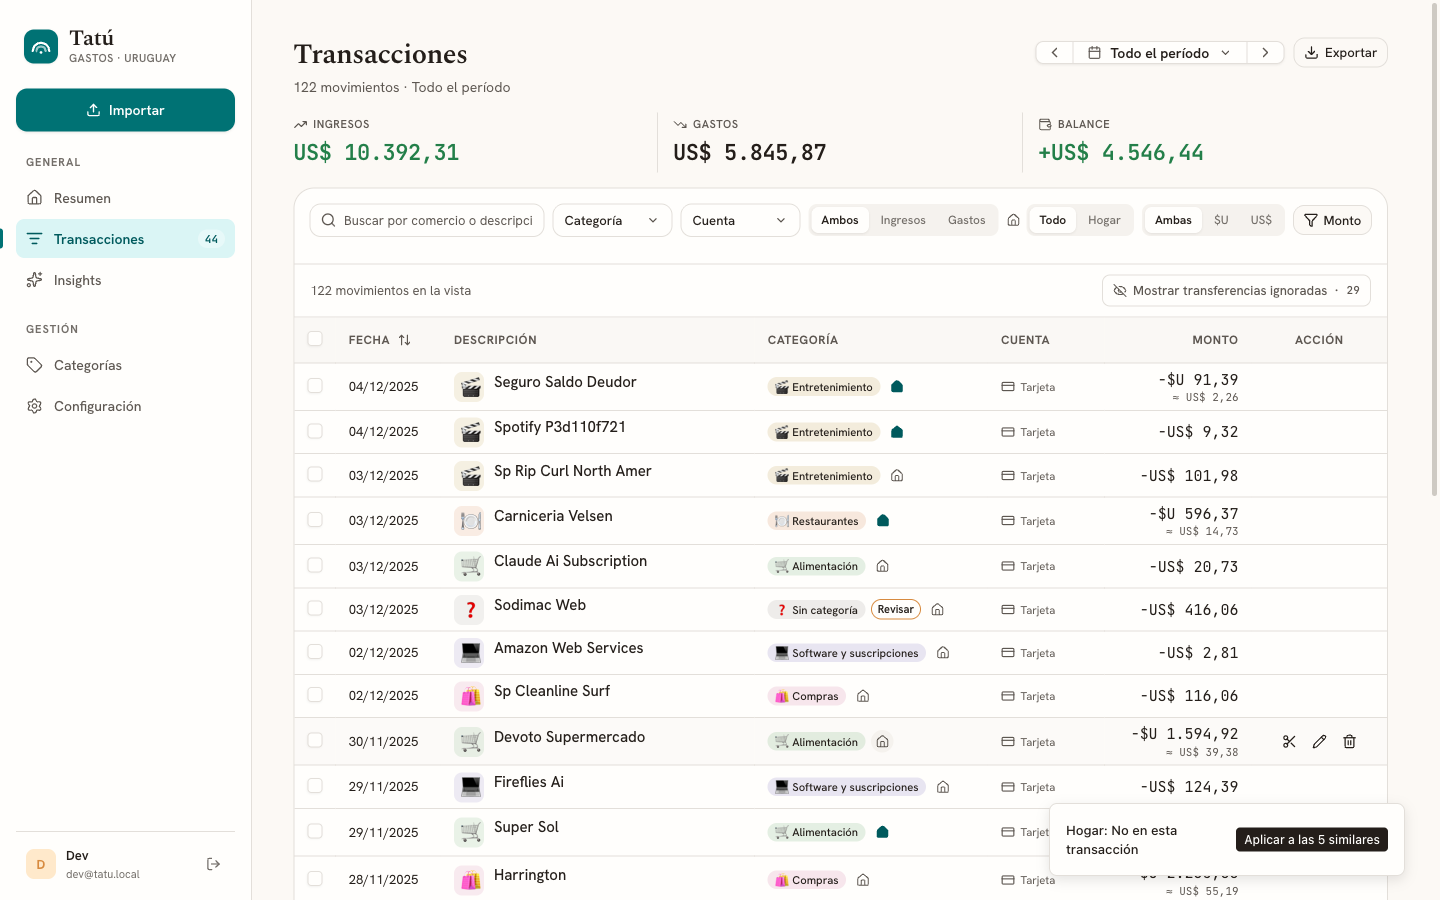 Tatú
GASTOS · URUGUAY
Importar
GENERAL
Resumen
Transacciones 44
Insights
GESTIÓN
Categorías
Configuración
D
Dev
dev@tatu.local
Transacciones
122 movimientos · Todo el período
Todo el período
Exportar
INGRESOS
US$ 10.392,31
GASTOS
US$ 5.845,87
BALANCE
+US$ 4.546,44
Buscar por comercio o descripci
Categoría
Cuenta
Ambos Ingresos Gastos
Todo Hogar
Ambas $U US$
Monto
122 movimientos en la vista
Mostrar transferencias ignoradas · 29
FECHA DESCRIPCIÓN CATEGORÍA CUENTA MONTO ACCIÓN
04/12/2025 Seguro Saldo Deudor Entretenimiento Tarjeta -$U 91,39
≈ US$ 2,26
04/12/2025 Spotify P3d110f721 Entretenimiento Tarjeta -US$ 9,32
03/12/2025 Sp Rip Curl North Amer Entretenimiento Tarjeta -US$ 101,98
03/12/2025 Carniceria Velsen Restaurantes Tarjeta -$U 596,37
≈ US$ 14,73
03/12/2025 Claude Ai Subscription Alimentación Tarjeta -US$ 20,73
03/12/2025 Sodimac Web Sin categoría Revisar Tarjeta -US$ 416,06
02/12/2025 Amazon Web Services Software y suscripciones Tarjeta -US$ 2,81
02/12/2025 Sp Cleanline Surf Compras Tarjeta -US$ 116,06
30/11/2025 Devoto Supermercado Alimentación Tarjeta -$U 1.594,92
≈ US$ 39,38
29/11/2025 Fireflies Ai Software y suscripciones Tarjeta -US$ 124,39
29/11/2025 Super Sol Alimentación
28/11/2025 Harrington Compras Tarjeta
≈ US$ 55,19
Hogar: No en esta
transacción
Aplicar a las 5 similares